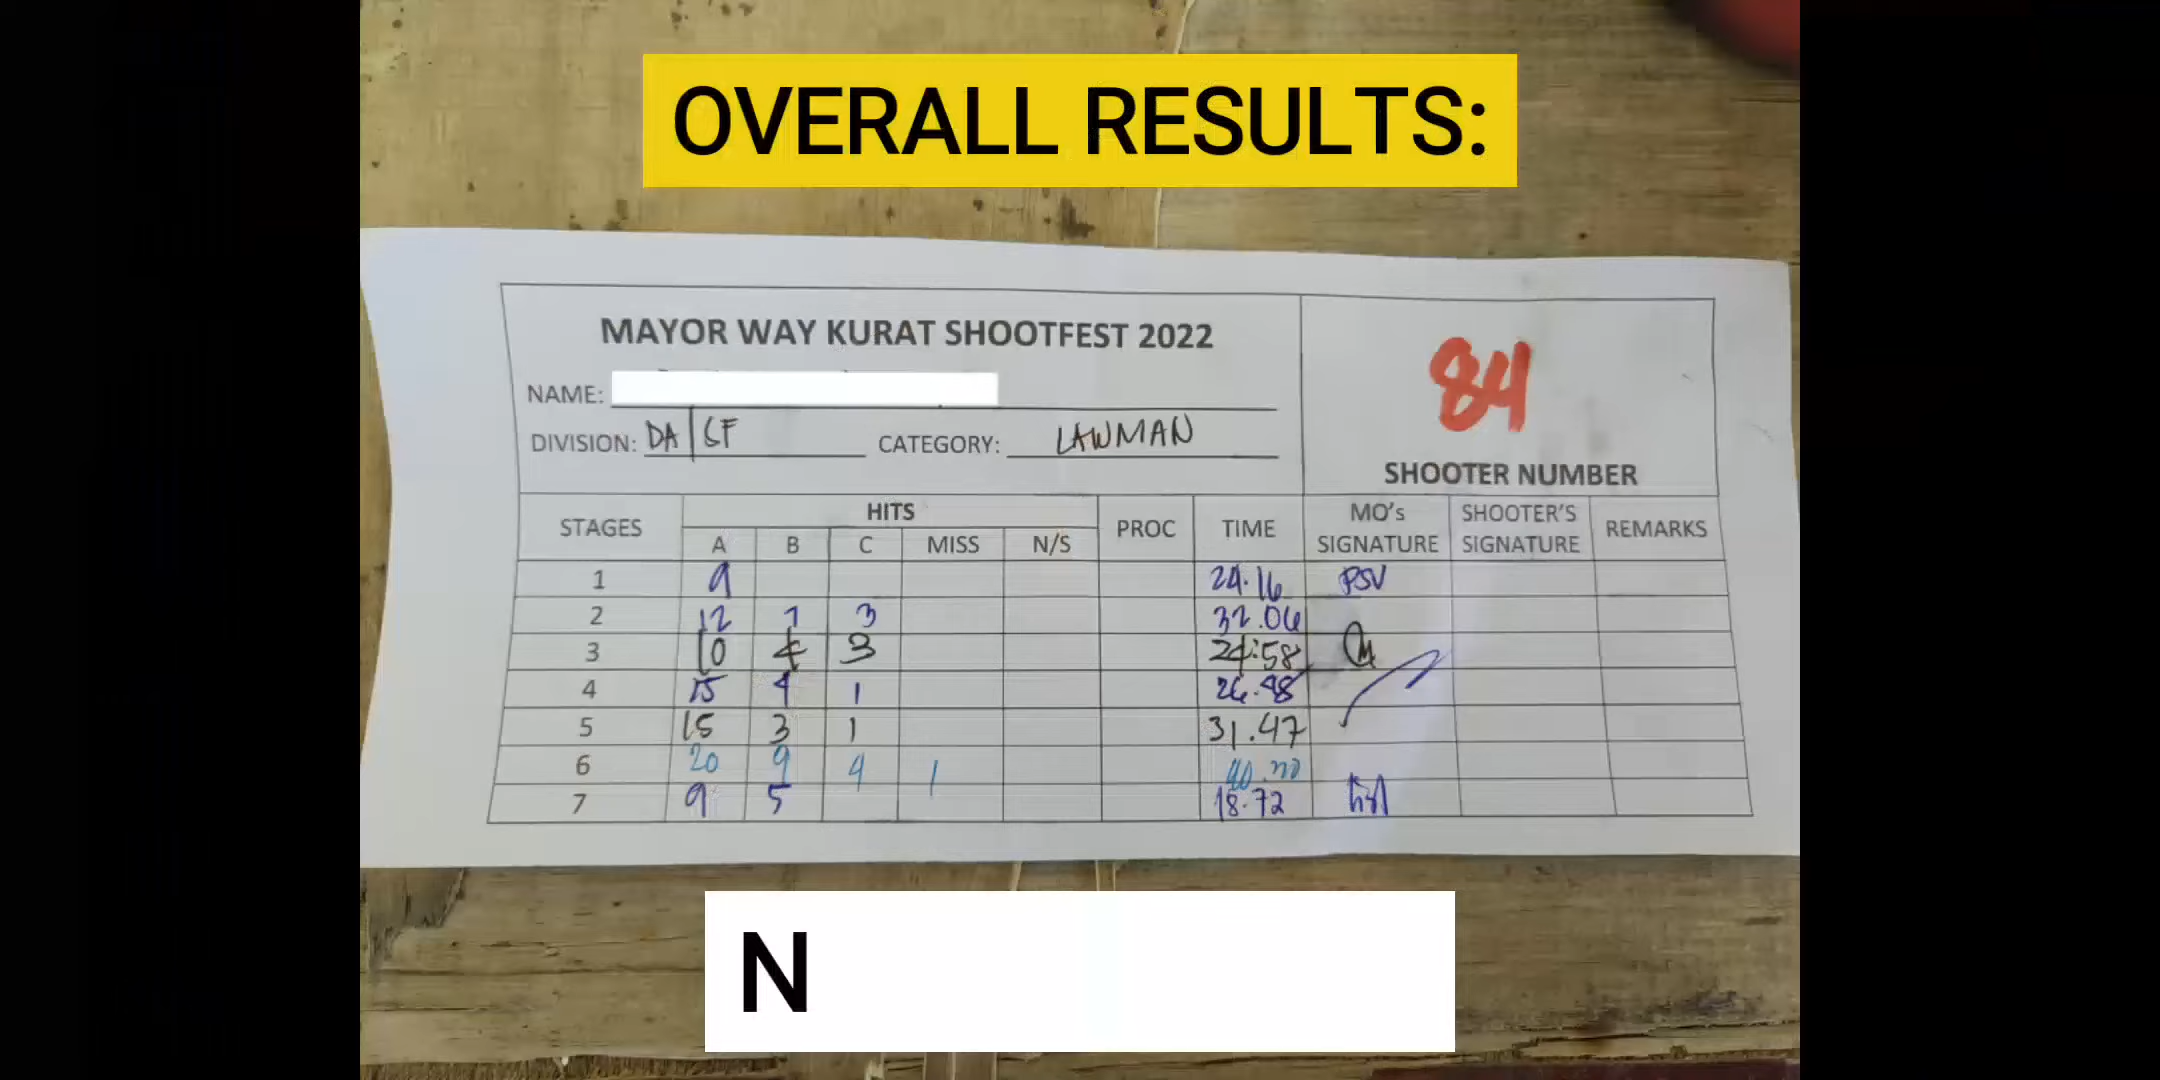 OVERALL RESULTS:
MAYOR WAY KURAT SHOOTFEST 2022
84
NAME:
DIVISION: DA|CF CATEGORY: LAWMAN
SHOOTER NUMBER
STAGES HITS PROC TIME MO's SIGNATURE SHOOTER'S SIGNATURE REMARKS
A B C MISS N/S
1 9 24.16 PSV
2 12 7 3 32.06
3 10 4 3 24.58
4 15 4 1 26.98
5 15 3 1 31.47
6 20 9 4 1
7 9 5 18.72
N